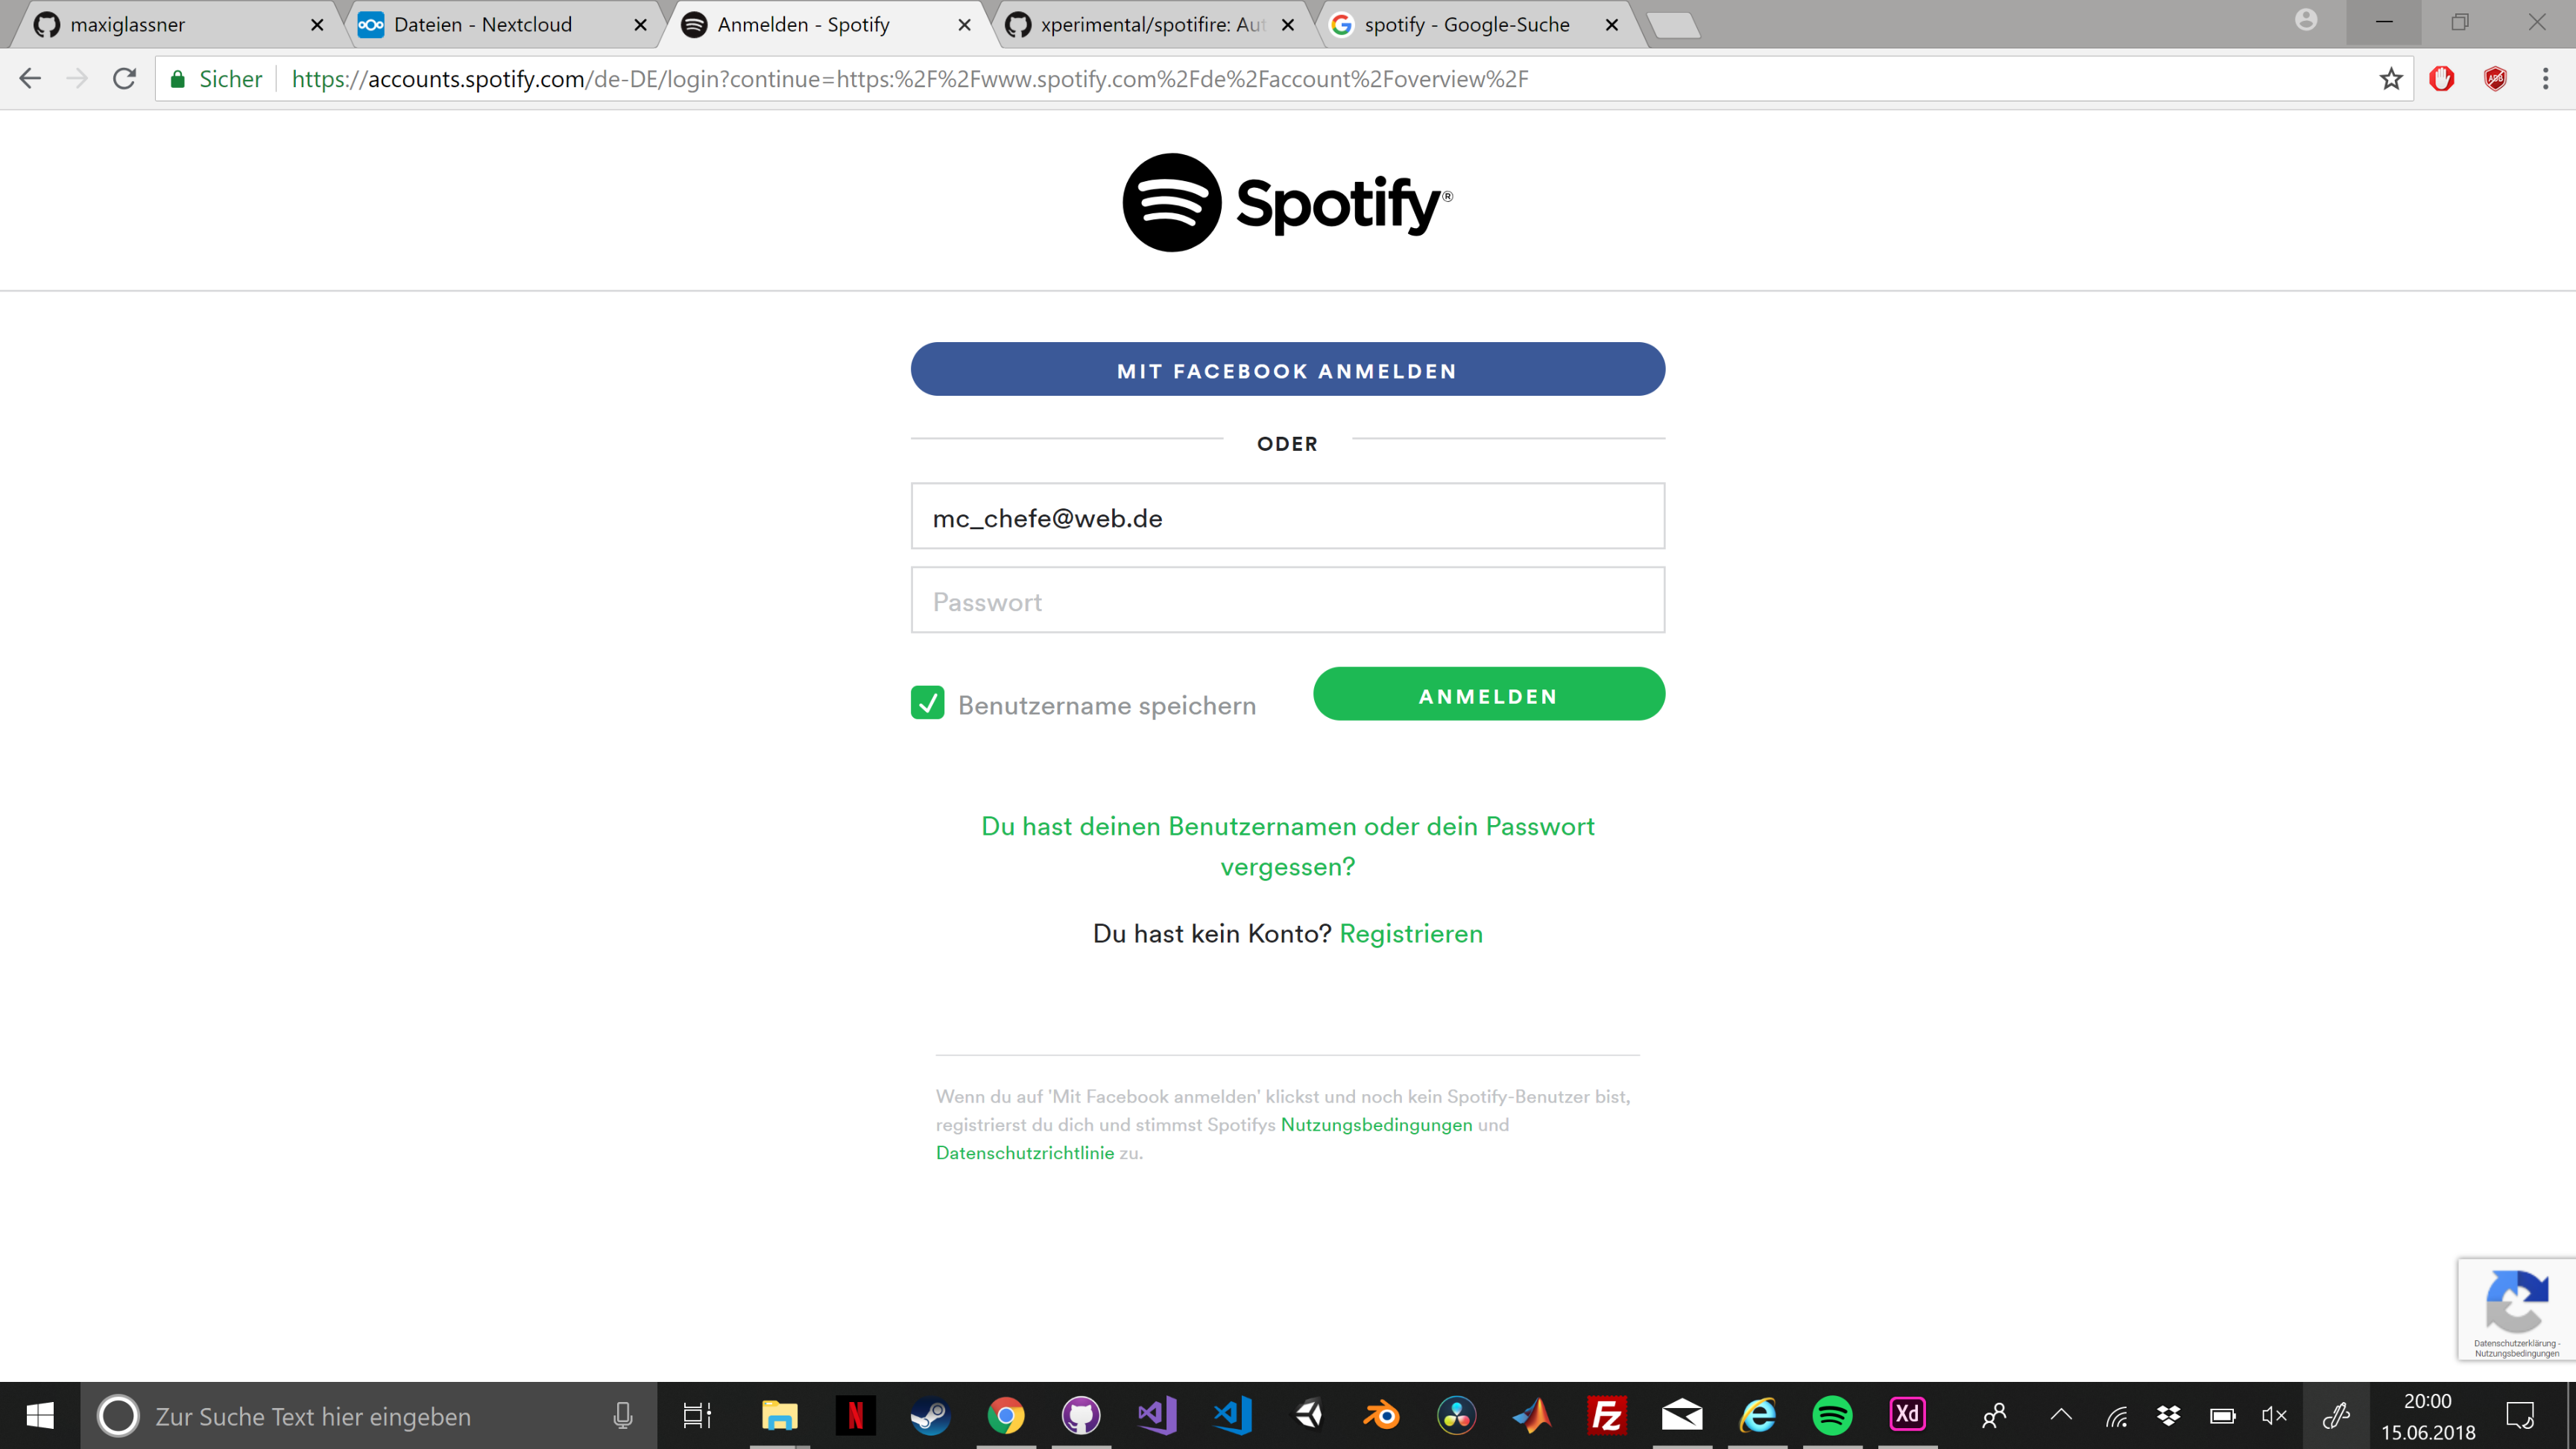 maxiglassner
Dateien - Nextcloud
Anmelden - Spotify
xperimental/spotifire: Aut
spotify - Google-Suche
Sicher
https://accounts.spotify.com/de-DE/login?continue=https:%2F%2Fwww.spotify.com%2Fde%2Faccount%2Foverview%2F
Spotify®
MIT FACEBOOK ANMELDEN
ODER
mc_chefe@web.de
Passwort
Benutzername speichern
ANMELDEN
Du hast deinen Benutzernamen oder dein Passwort
vergessen?
Du hast kein Konto? Registrieren
Wenn du auf 'Mit Facebook anmelden' klickst und noch kein Spotify-Benutzer bist,
registrierst du dich und stimmst Spotifys Nutzungsbedingungen und
Datenschutzrichtlinie zu.
Datenschutzerklärung -
Nutzungsbedingungen
Zur Suche Text hier eingeben
N
Fz
Xd
20:00
15.06.2018